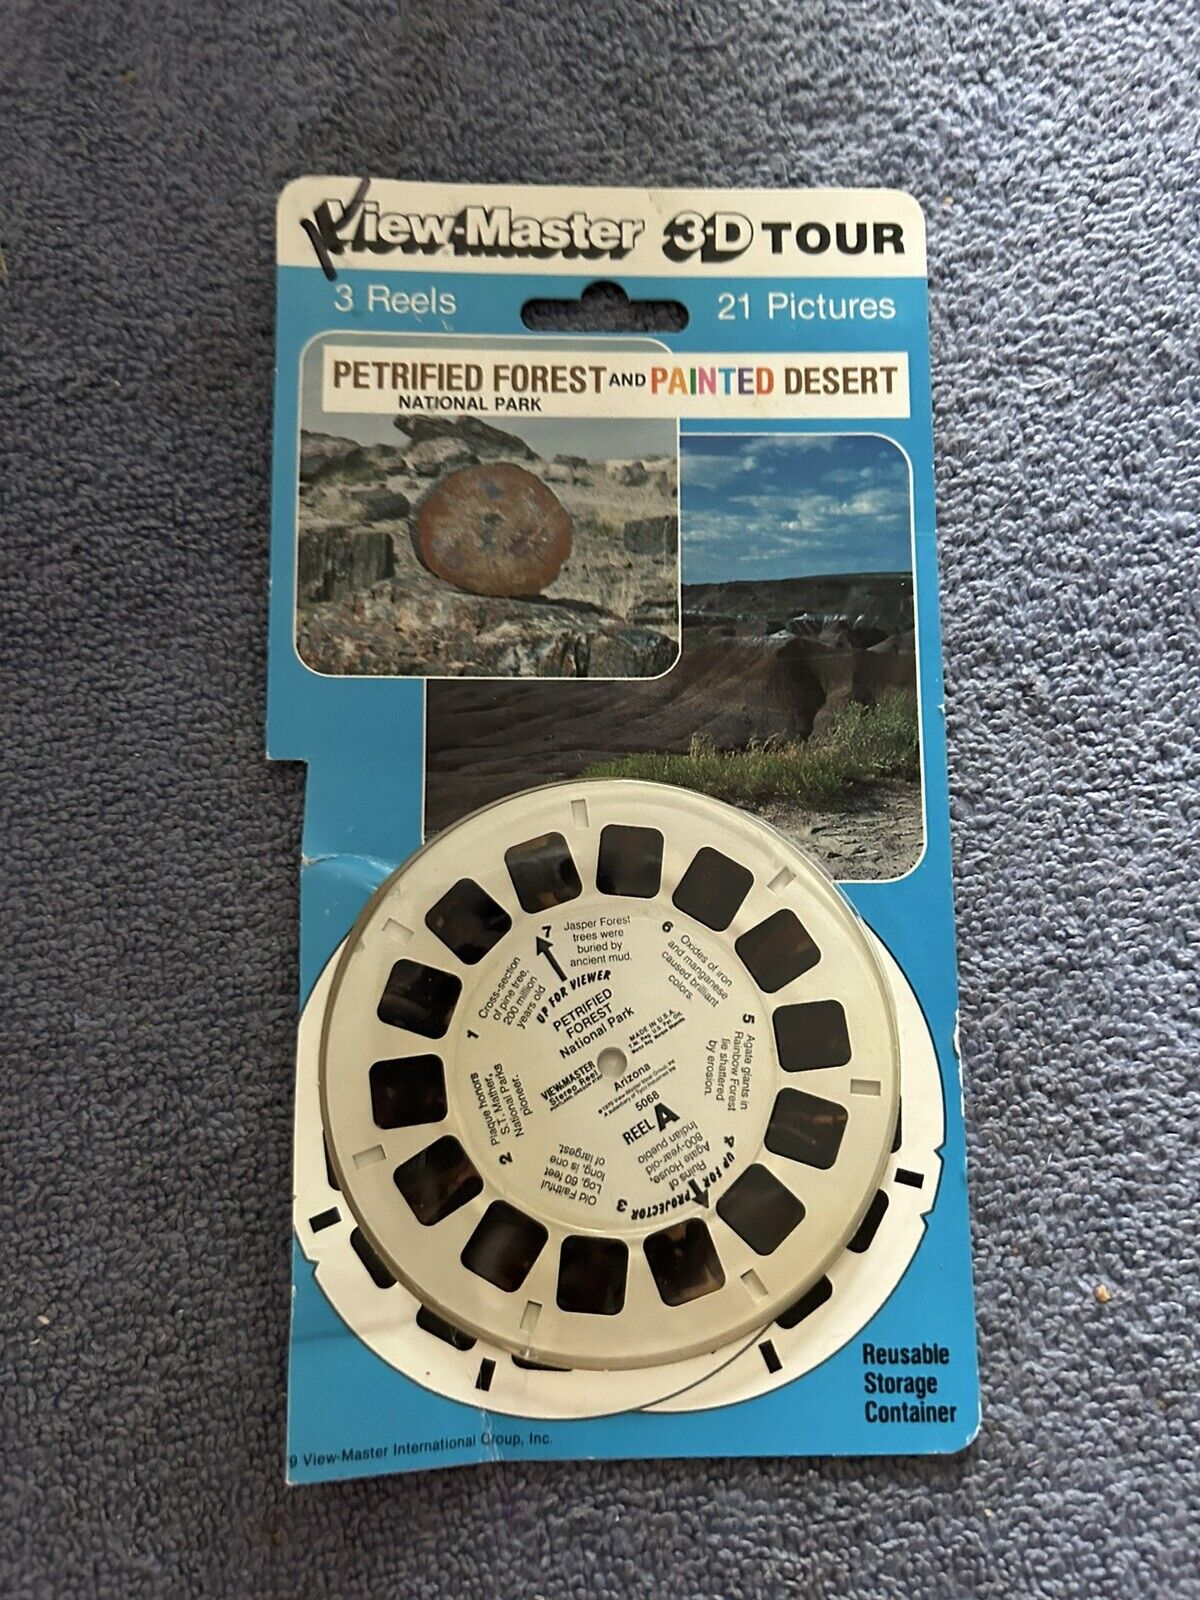 View-Master 3-D TOUR
3 Reels
21 Pictures
PETRIFIED FOREST AND PAINTED DESERT
NATIONAL PARK
7
Jasper Forest
trees were
buried by
ancient mud.
6
Oxides of iron
and manganese
caused brilliant
colors.
5
Agate giants in
Rainbow Forest
lie shattered
by erosion.
4
Ruins of
Agate House,
800-year-old
Indian pueblo
3
Old Faithful
Log, 60 feet
long, is one
of largest.
2
Plaque honors
S.T. Mather,
National Parks
pioneer.
1
Cross-section
of pine tree,
200 million
years old
UP FOR VIEWER
PETRIFIED
FOREST
National Park
MADE IN U.S.A.
VIEW-MASTER
Stereo Reel
Arizona
5068
REEL A
UP FOR PROJECTOR
Reusable
Storage
Container
9 View-Master International Group, Inc.